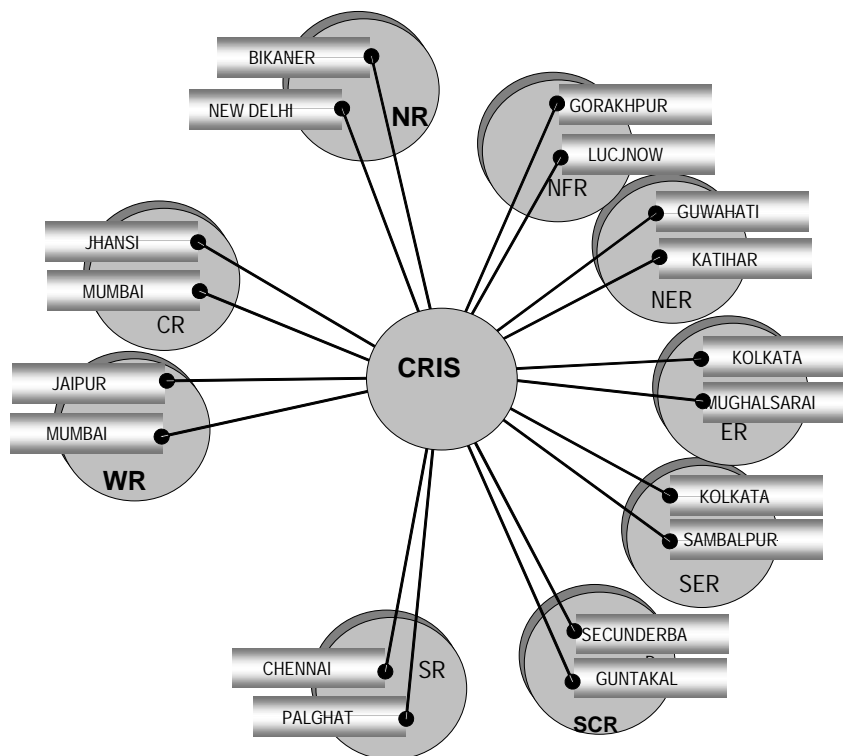 BIKANER
NEW DELHI
NR
GORAKHPUR
LUCJNOW
NFR
GUWAHATI
KATIHAR
NER
JHANSI
MUMBAI
CR
CRIS
KOLKATA
MUGHALSARAI
ER
JAIPUR
MUMBAI
WR
KOLKATA
SAMBALPUR
SER
SECUNDERBA
GUNTAKAL
SCR
CHENNAI
PALGHAT
SR